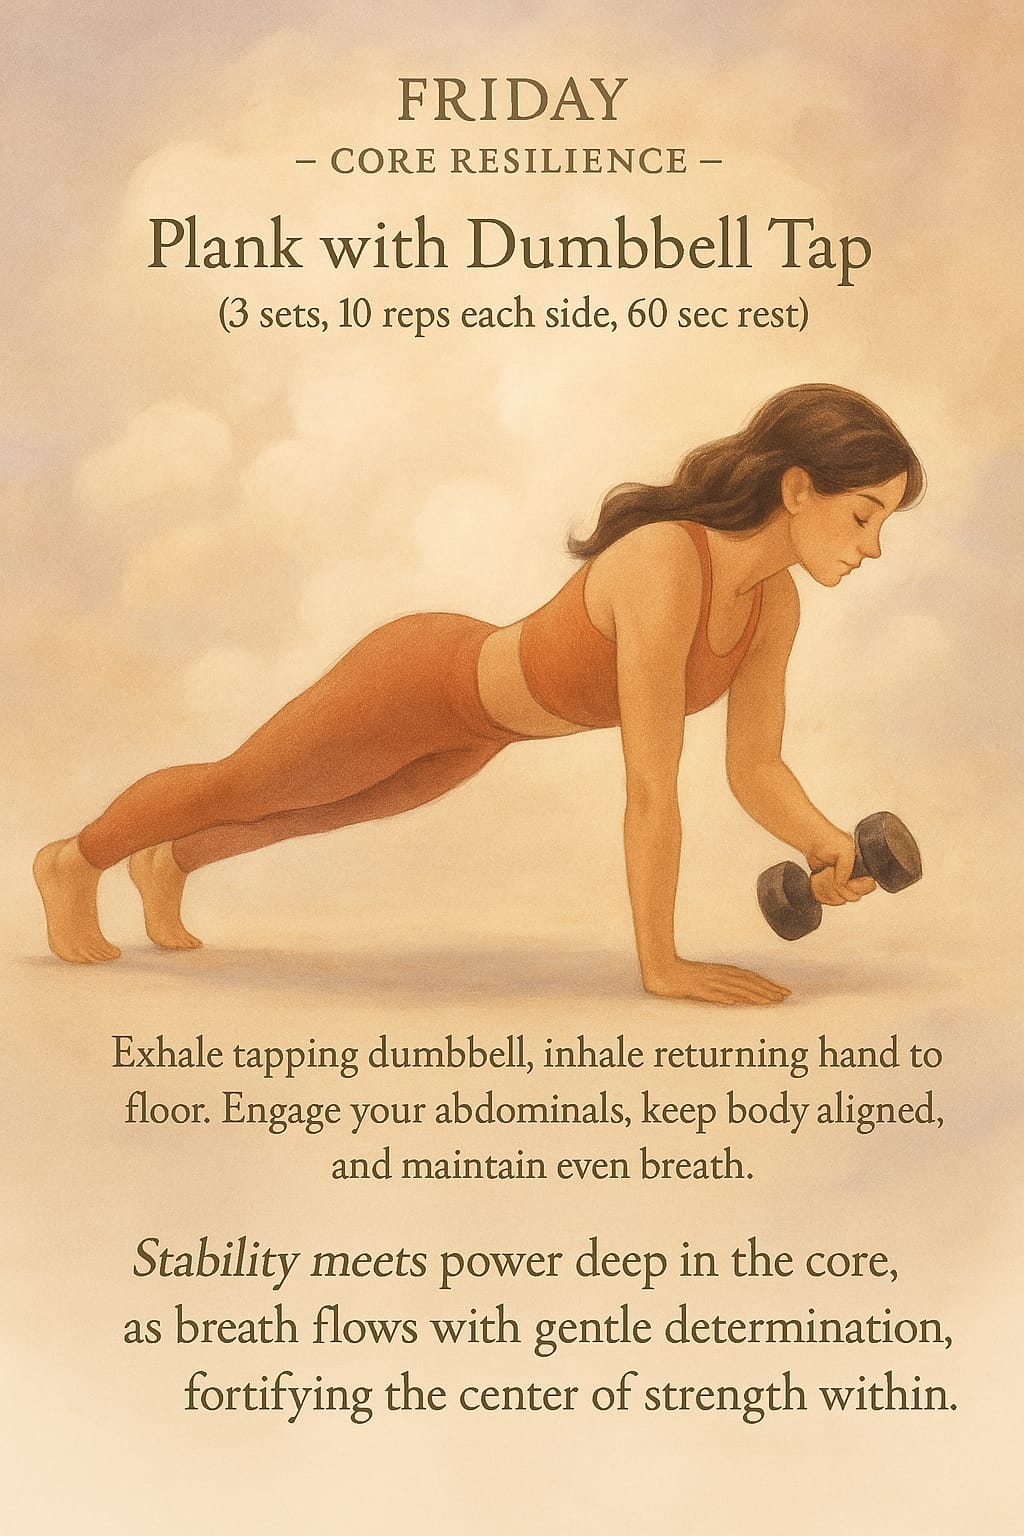 FRIDAY
– CORE RESILIENCE –
Plank with Dumbbell Tap
(3 sets, 10 reps each side, 60 sec rest)
Exhale tapping dumbbell, inhale returning hand to
floor. Engage your abdominals, keep body aligned,
and maintain even breath.
Stability meets power deep in the core,
as breath flows with gentle determination,
fortifying the center of strength within.